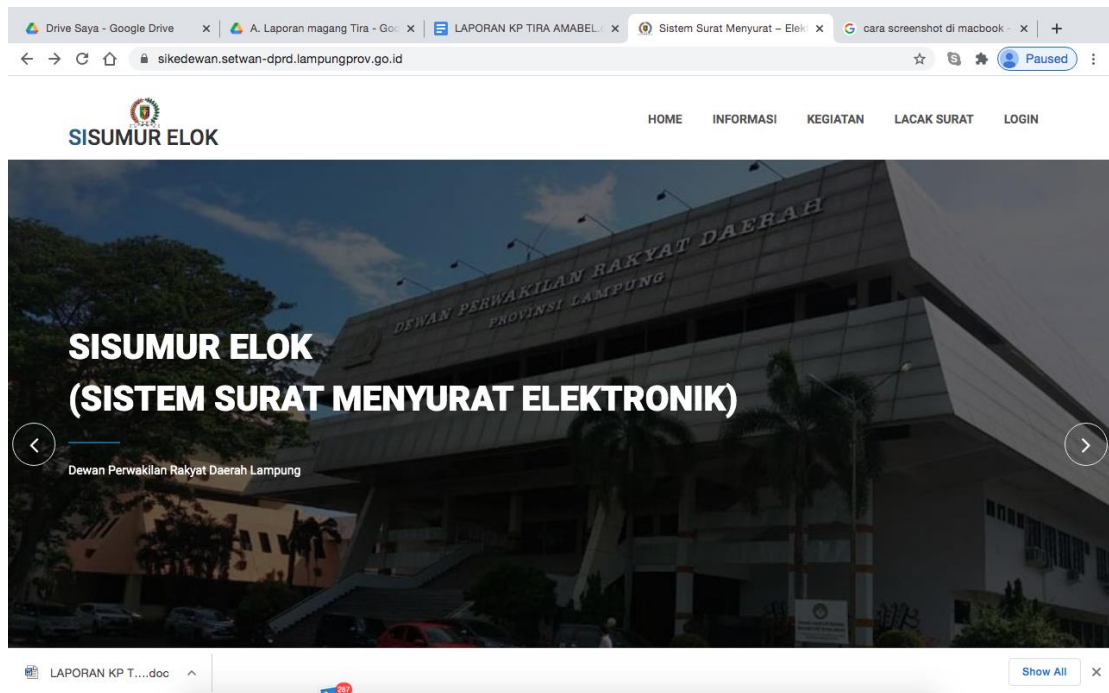 Drive Saya - Google Drive
A. Laporan magang Tira - Goo
LAPORAN KP TIRA AMABEL.
Sistem Surat Menyurat – Elek
cara screenshot di macbook -
sikedewan.setwan-dprd.lampungprov.go.id
Paused
SISUMUR ELOK
HOME INFORMASI KEGIATAN LACAK SURAT LOGIN
DEWAN PERWAKILAN RAKYAT DAERAH
PROVINSI LAMPUNG
SISUMUR ELOK
(SISTEM SURAT MENYURAT ELEKTRONIK)
Dewan Perwakilan Rakyat Daerah Lampung
LAPORAN KP T....doc
Show All
287